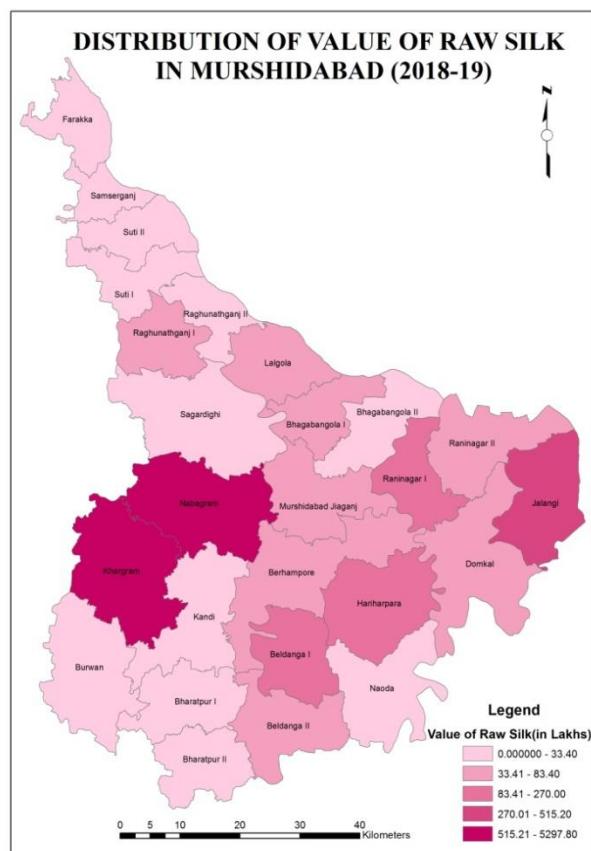 DISTRIBUTION OF VALUE OF RAW SILK
IN MURSHIDABAD (2018-19)
N
Farakka
Samserganj
Suti II
Suti I
Raghunathganj II
Raghunathganj I
Lalgola
Sagardighi
Bhagabangola I
Bhagabangola II
Raninagar II
Raninagar I
Nabagram
Murshidabad Jiaganj
Jalangi
Domkal
Khargram
Berhampore
Hariharpara
Kandi
Beldanga I
Burwan
Naoda
Bharatpur I
Beldanga II
Bharatpur II
Legend
Value of Raw Silk(in Lakhs)
0.000000 - 33.40
33.41 - 83.40
83.41 - 270.00
270.01 - 515.20
515.21 - 5297.80
0 5 10 20 30 40
Kilometers